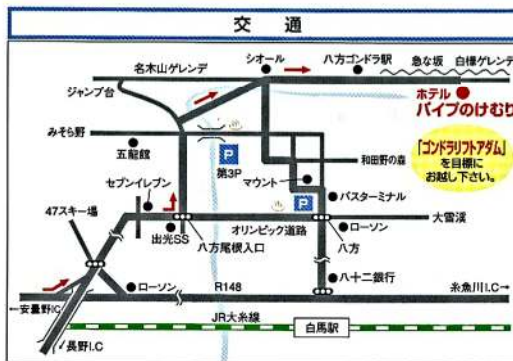 交通
シオール
八方ゴンドラ駅
急な坂
白樺ゲレンデ
名木山ゲレンデ
ジャンプ台
ホテル
パイプのけむり
みそら野
五龍館
P
第3P
和田野の森
「ゴンドラリフトアダム」
を目標に
お越し下さい。
マウント
セブンイレブン
P
バスターミナル
47スキー場
オリンピック道路
大雪渓
出光SS
八方尾根入口
ローソン
八方
ローソン
八十二銀行
R148
糸魚川I.C→
←安曇野I.C
JR大糸線
白馬駅
長野I.C